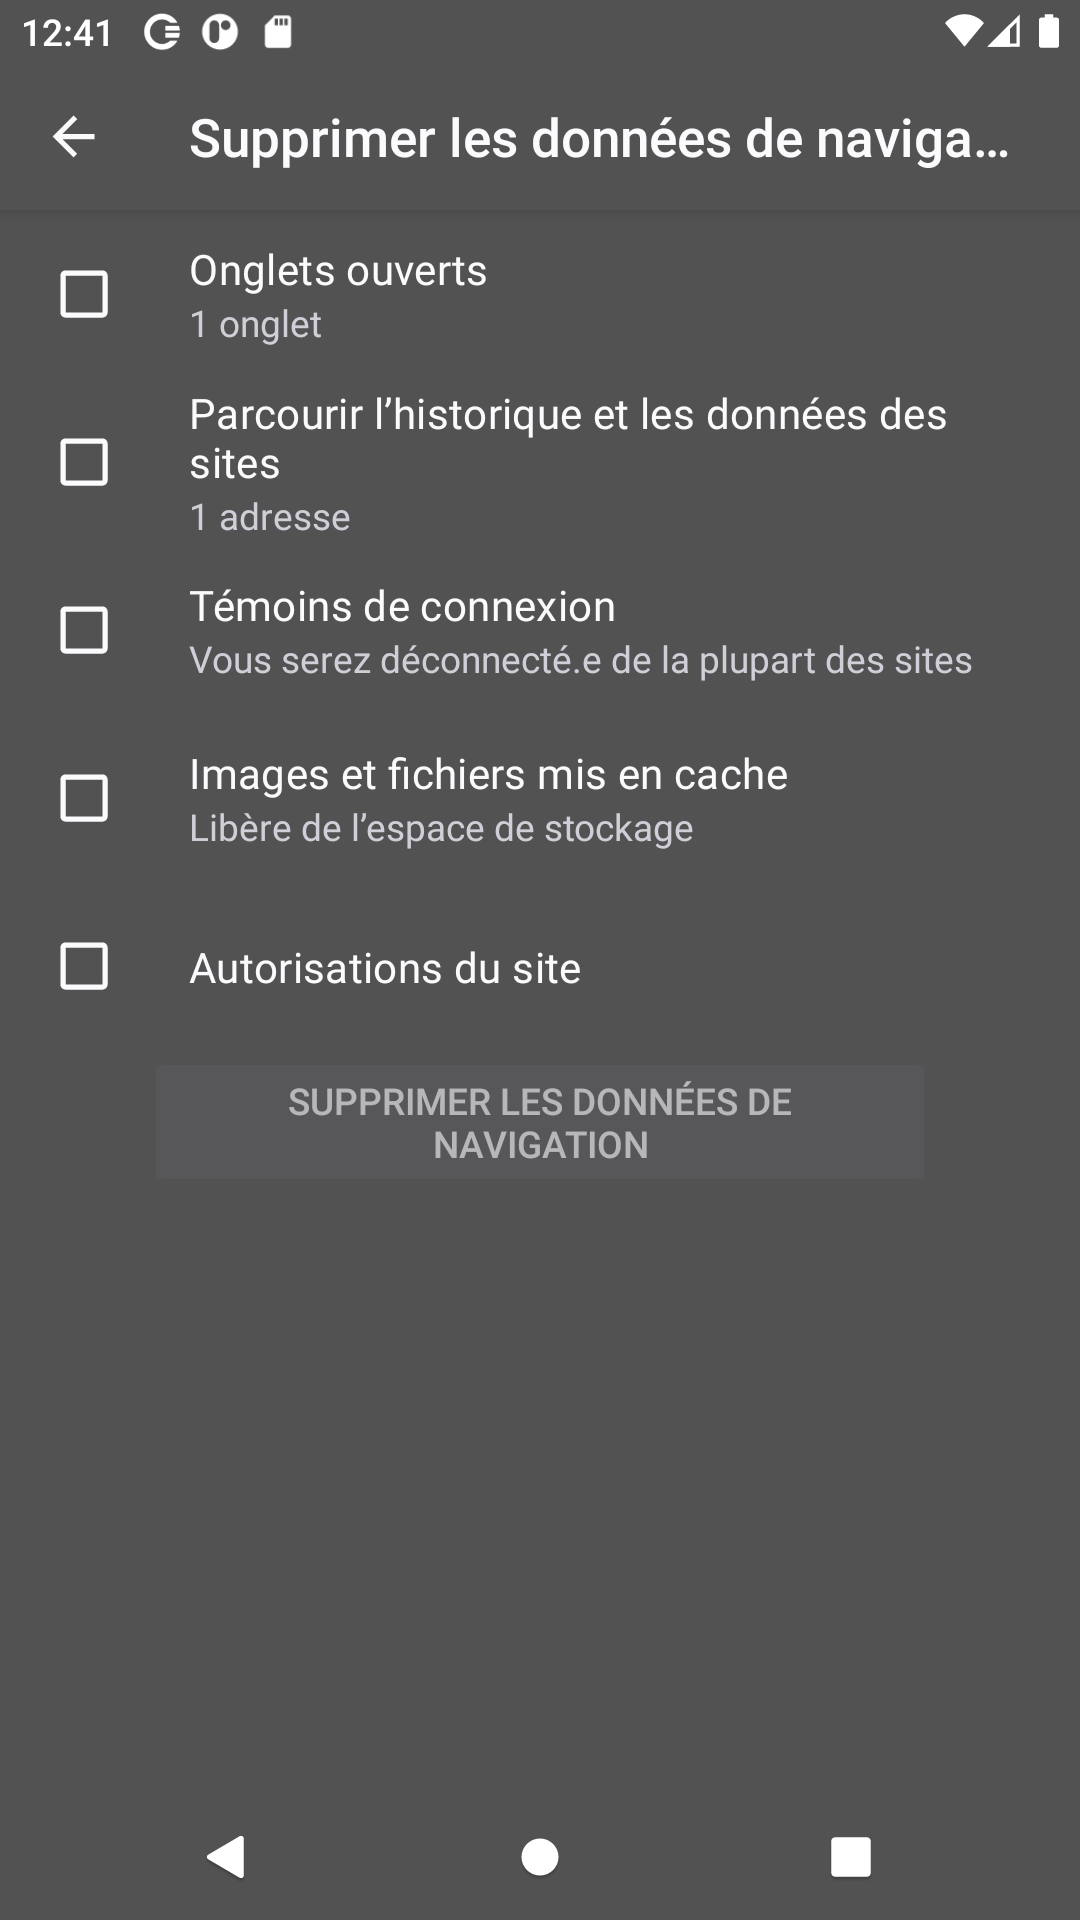 12:41
Supprimer les données de naviga…
Onglets ouverts
1 onglet
Parcourir l’historique et les données des
sites
1 adresse
Témoins de connexion
Vous serez déconnecté.e de la plupart des sites
Images et fichiers mis en cache
Libère de l’espace de stockage
Autorisations du site
SUPPRIMER LES DONNÉES DE
NAVIGATION